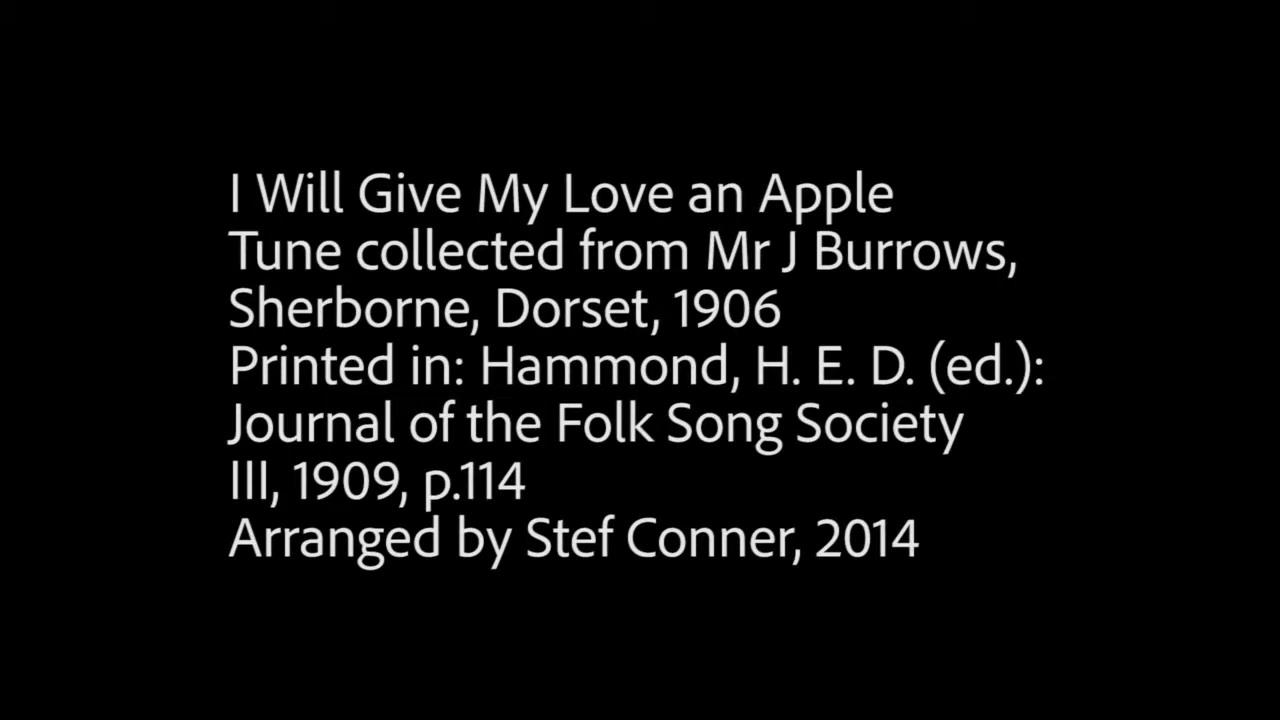 I Will Give My Love an Apple
Tune collected from Mr J Burrows,
Sherborne, Dorset, 1906
Printed in: Hammond, H. E. D. (ed.):
Journal of the Folk Song Society
III, 1909, p.114
Arranged by Stef Conner, 2014